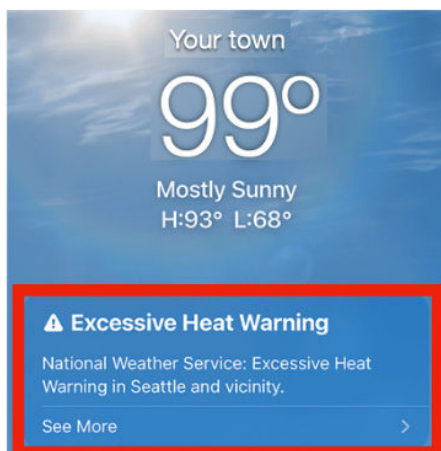 Your town
99°
Mostly Sunny
H:93° L:68°
Excessive Heat Warning
National Weather Service: Excessive Heat
Warning in Seattle and vicinity.
See More